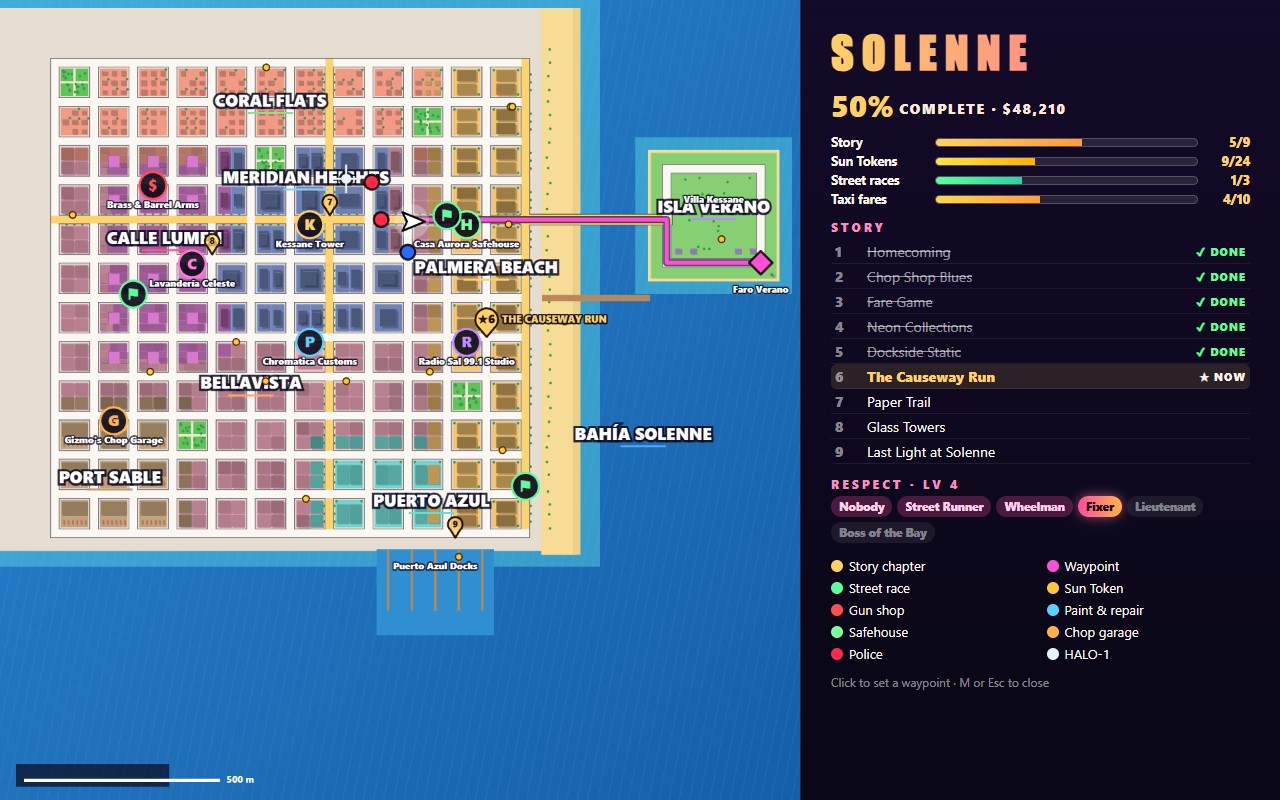 CORAL FLATS
MERIDIAN HEIGHTS
$
Brass & Barrel Arms
7
K
H
Kessane Tower
Casa Aurora Safehouse
Villa Kessane
ISLA VERANO
8
C
Lavandería Celeste
PALMERA BEACH
Faro Verano
★6
THE CAUSEWAY RUN
P
R
Chromatica Customs
Radio Sal 99.1 Studio
BELLAVISTA
G
Gizmo's Chop Garage
BAHÍA SOLENNE
PORT SABLE
PUERTO AZUL
9
Puerto Azul Docks
500 m
SOLENNE
50% COMPLETE · $48,210
Story 5/9
Sun Tokens 9/24
Street races 1/3
Taxi fares 4/10
STORY
1 Homecoming ✓ DONE
2 Chop Shop Blues ✓ DONE
3 Fare Game ✓ DONE
4 Neon Collections ✓ DONE
5 Dockside Static ✓ DONE
6 The Causeway Run ★ NOW
7 Paper Trail
8 Glass Towers
9 Last Light at Solenne
RESPECT · LV 4
Nobody Street Runner Wheelman Fixer Lieutenant
Boss of the Bay
Story chapter Waypoint
Street race Sun Token
Gun shop Paint & repair
Safehouse Chop garage
Police HALO-1
Click to set a waypoint · M or Esc to close